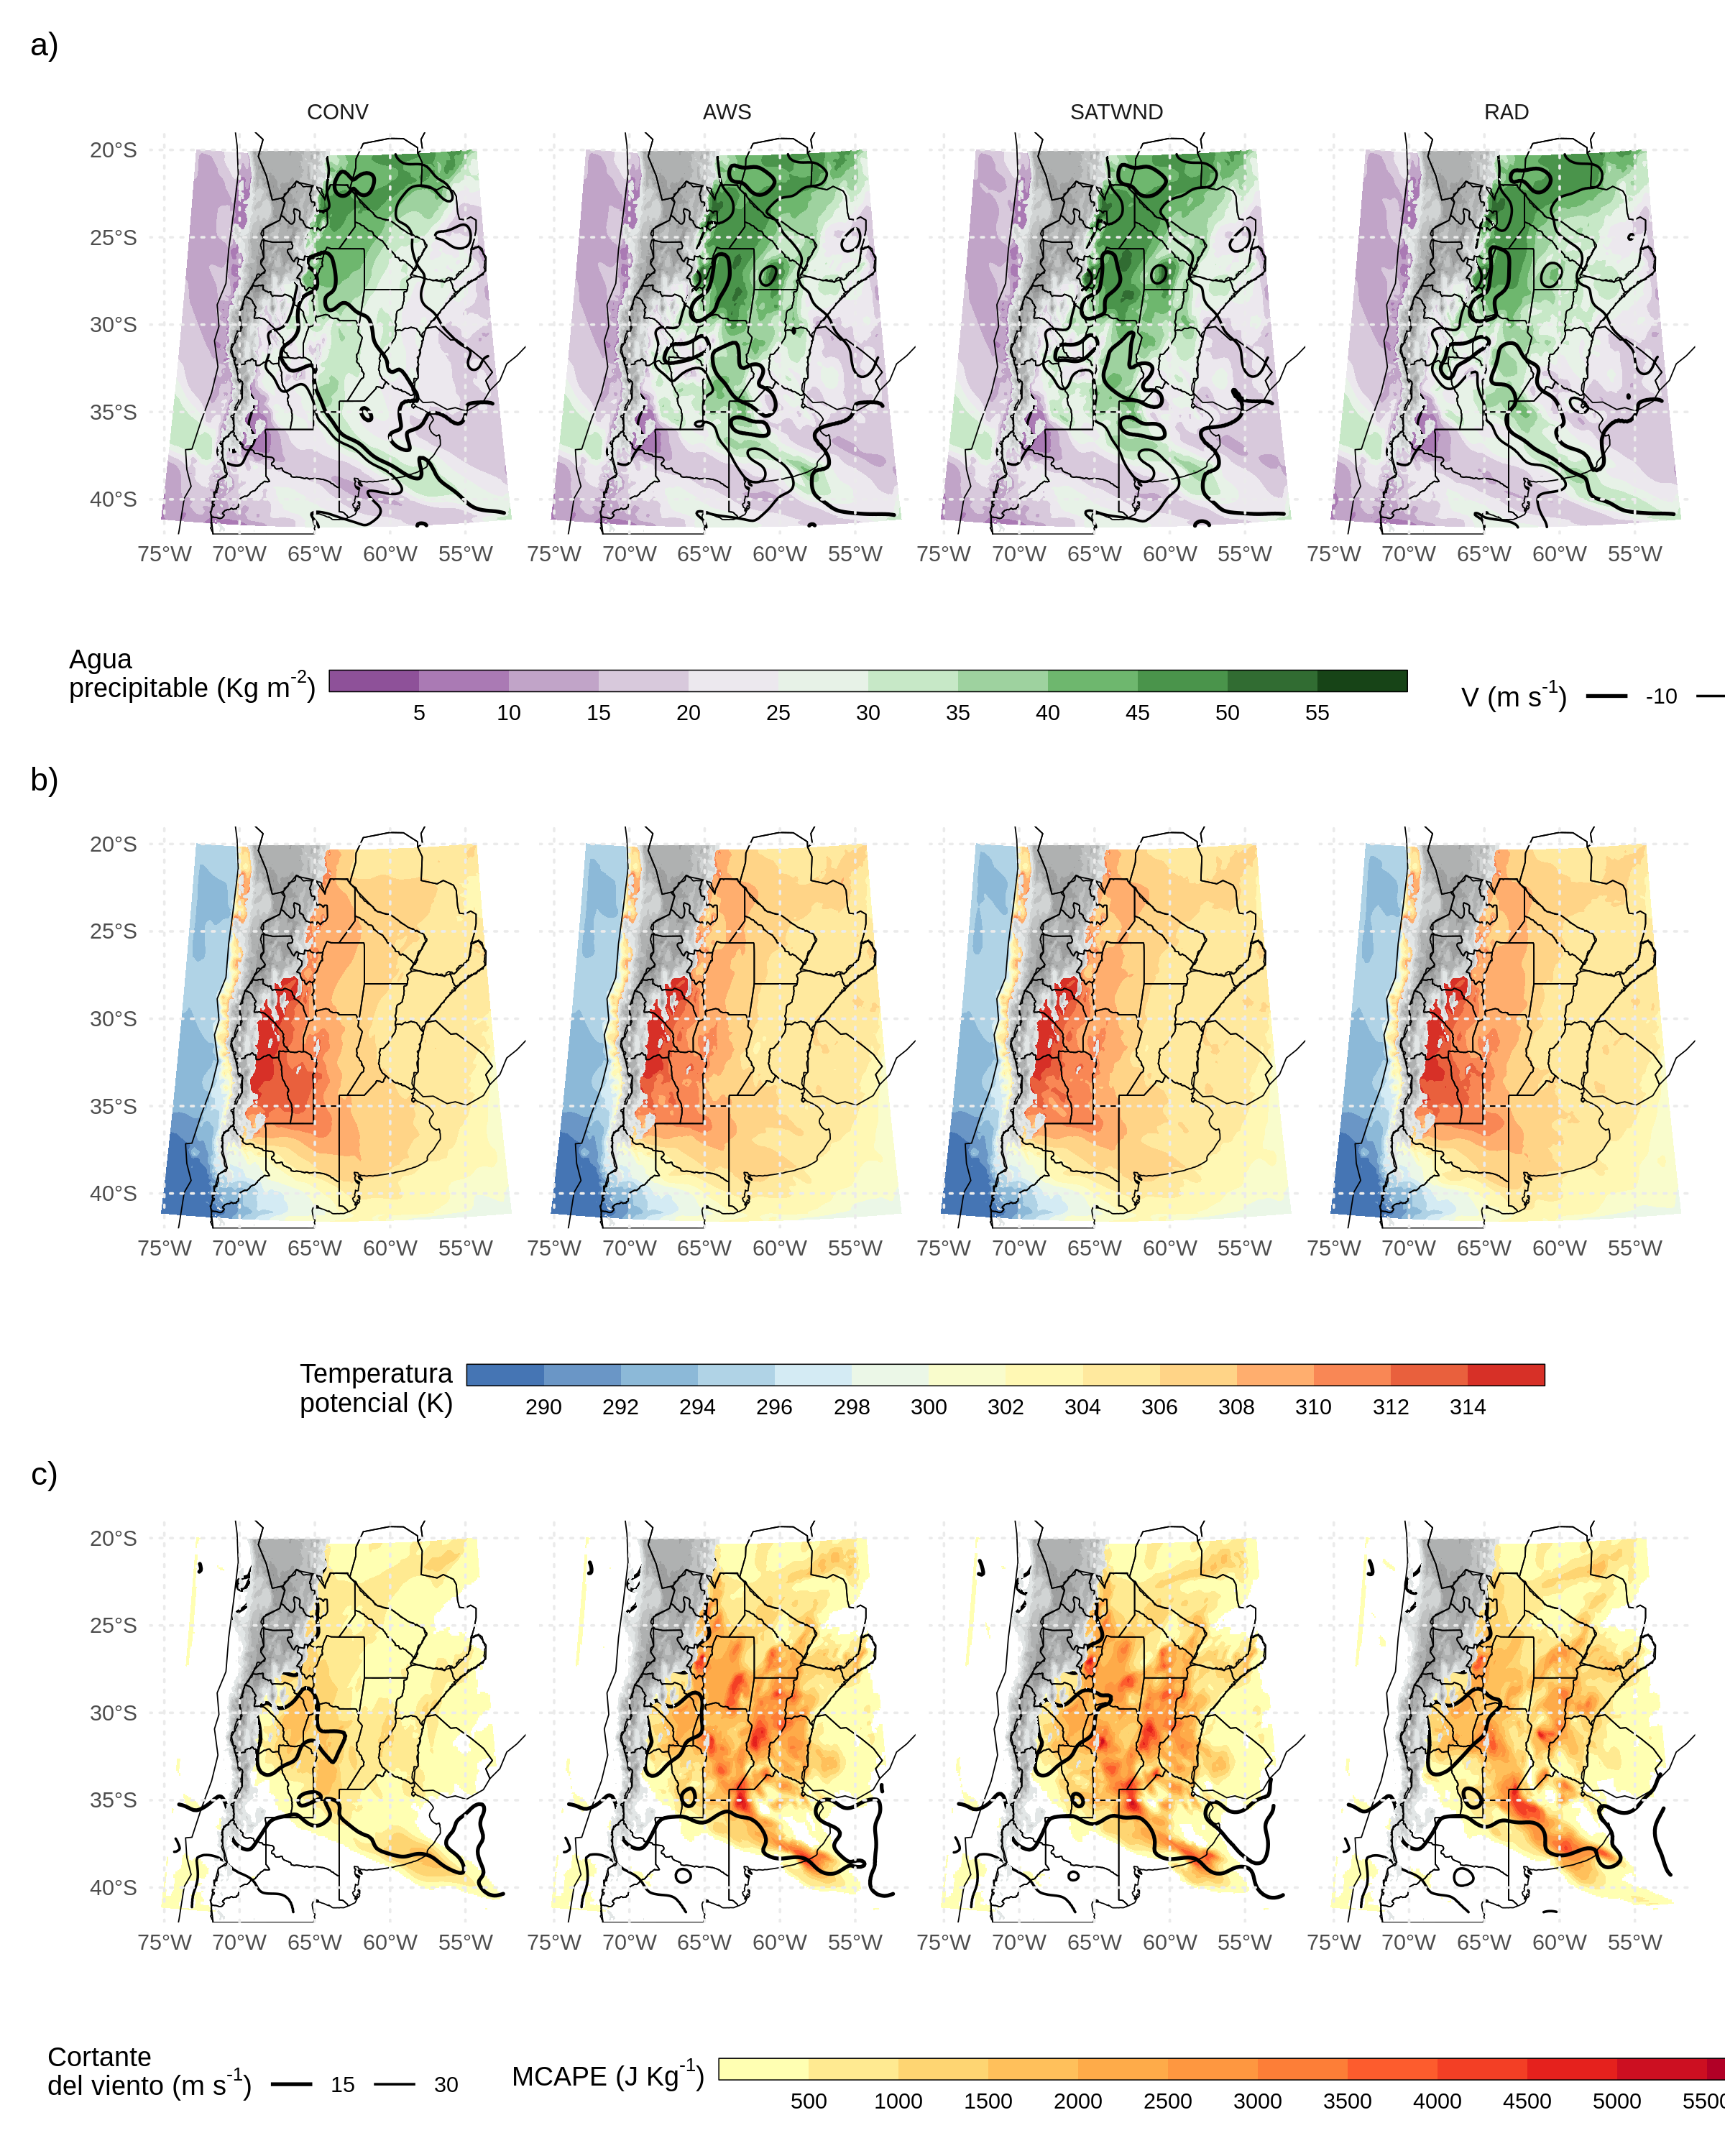 a)
CONV AWS SATWND RAD
20°S
25°S
30°S
35°S
40°S
75°W 70°W 65°W 60°W 55°W 75°W 70°W 65°W 60°W 55°W 75°W 70°W 65°W 60°W 55°W 75°W 70°W 65°W 60°W 55°W
Agua
precipitable (Kg m-2)
5 10 15 20 25 30 35 40 45 50 55
V (m s-1) -10
b)
20°S
25°S
30°S
35°S
40°S
75°W 70°W 65°W 60°W 55°W 75°W 70°W 65°W 60°W 55°W 75°W 70°W 65°W 60°W 55°W 75°W 70°W 65°W 60°W 55°W
Temperatura
potencial (K)
290 292 294 296 298 300 302 304 306 308 310 312 314
c)
20°S
25°S
30°S
35°S
40°S
75°W 70°W 65°W 60°W 55°W 75°W 70°W 65°W 60°W 55°W 75°W 70°W 65°W 60°W 55°W 75°W 70°W 65°W 60°W 55°W
Cortante
del viento (m s-1) 15 30
MCAPE (J Kg-1)
500 1000 1500 2000 2500 3000 3500 4000 4500 5000 5500